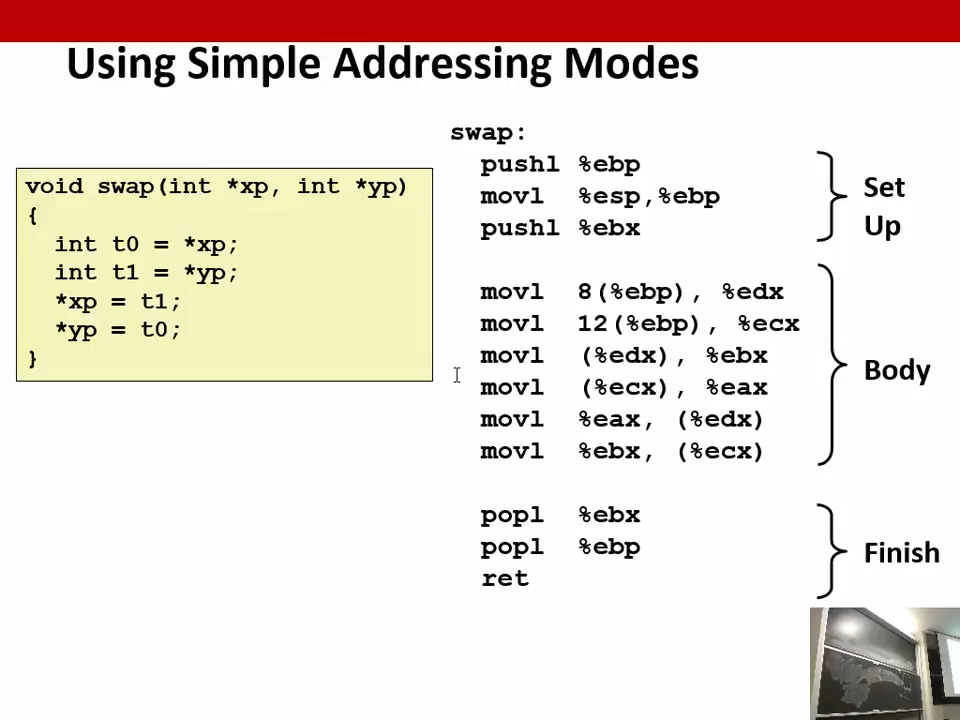 Using Simple Addressing Modes
void swap(int *xp, int *yp)
{
int t0 = *xp;
int t1 = *yp;
*xp = t1;
*yp = t0;
}
swap:
pushl %ebp
movl %esp,%ebp
pushl %ebx
Set
Up
movl 8(%ebp), %edx
movl 12(%ebp), %ecx
movl (%edx), %ebx
movl (%ecx), %eax
movl %eax, (%edx)
movl %ebx, (%ecx)
Body
popl %ebx
popl %ebp
ret
Finish